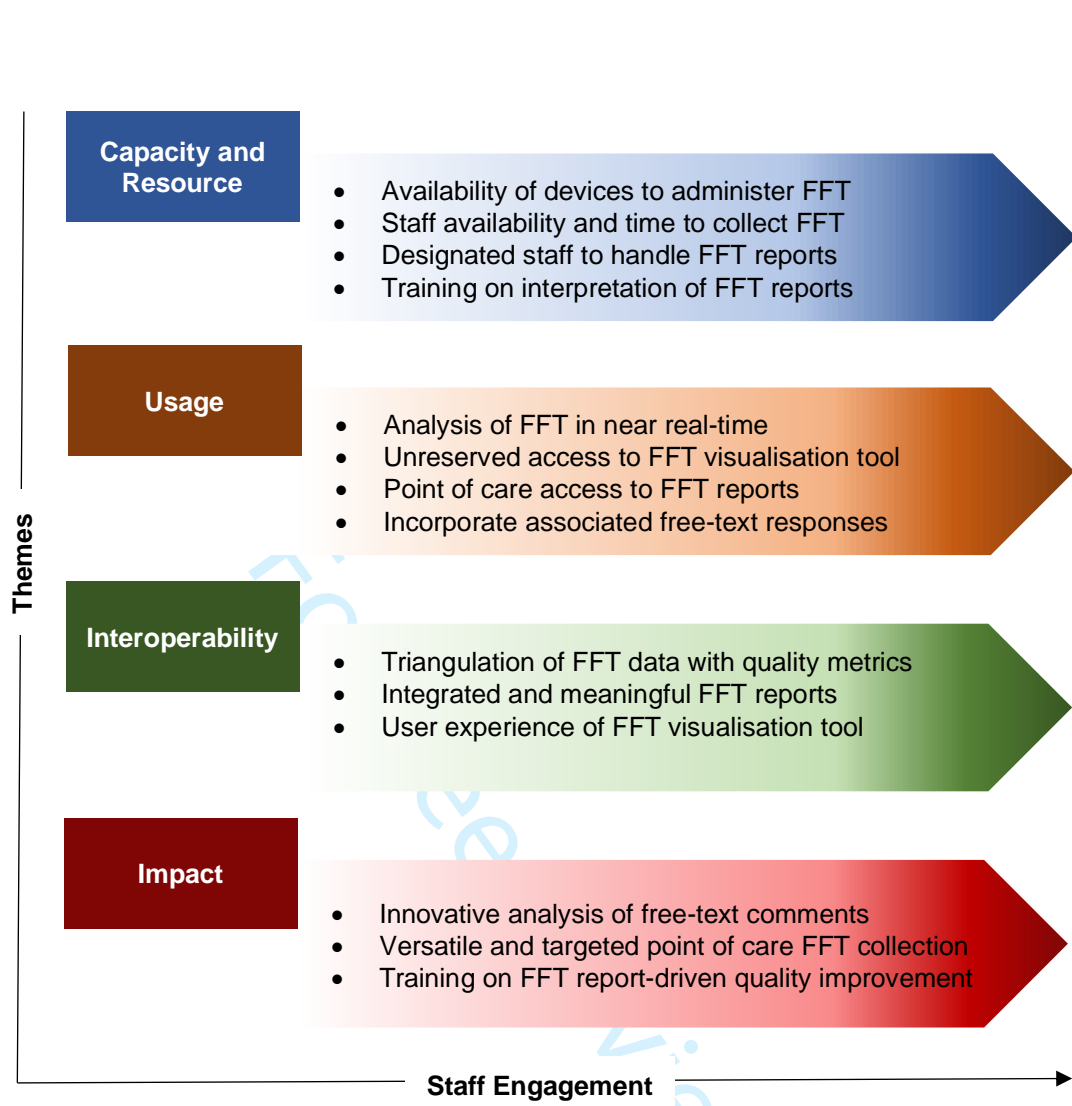 Capacity and
Resource
• Availability of devices to administer FFT
• Staff availability and time to collect FFT
• Designated staff to handle FFT reports
• Training on interpretation of FFT reports
Usage
• Analysis of FFT in near real-time
• Unreserved access to FFT visualisation tool
• Point of care access to FFT reports
• Incorporate associated free-text responses
Themes
Interoperability
• Triangulation of FFT data with quality metrics
• Integrated and meaningful FFT reports
• User experience of FFT visualisation tool
Impact
• Innovative analysis of free-text comments
• Versatile and targeted point of care FFT collection
• Training on FFT report-driven quality improvement
Staff Engagement